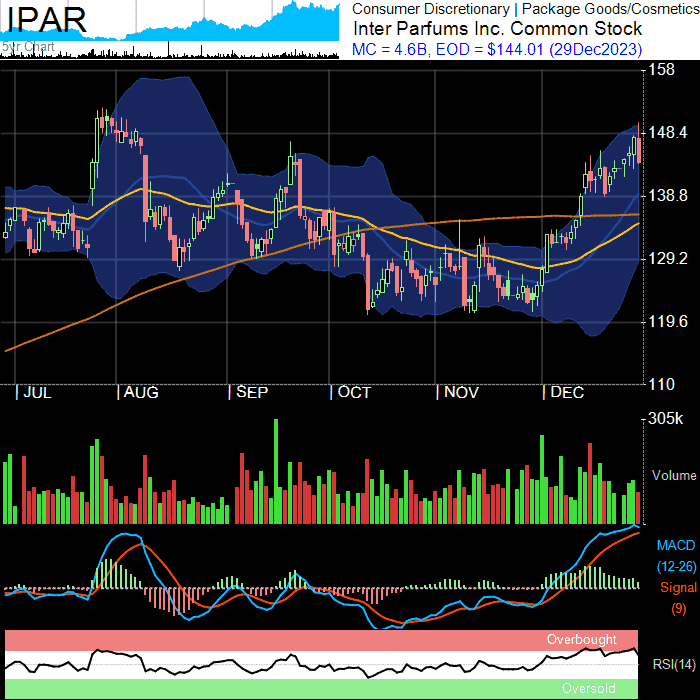 IPAR
5yr Chart
Consumer Discretionary | Package Goods/Cosmetics
Inter Parfums Inc. Common Stock
MC = 4.6B, EOD = $144.01 (29Dec2023)
158
148.4
138.8
129.2
119.6
110
| JUL | AUG | SEP | OCT | NOV | DEC
305k
Volume
MACD
(12-26)
Signal
(9)
Overbought
RSI(14)
Oversold